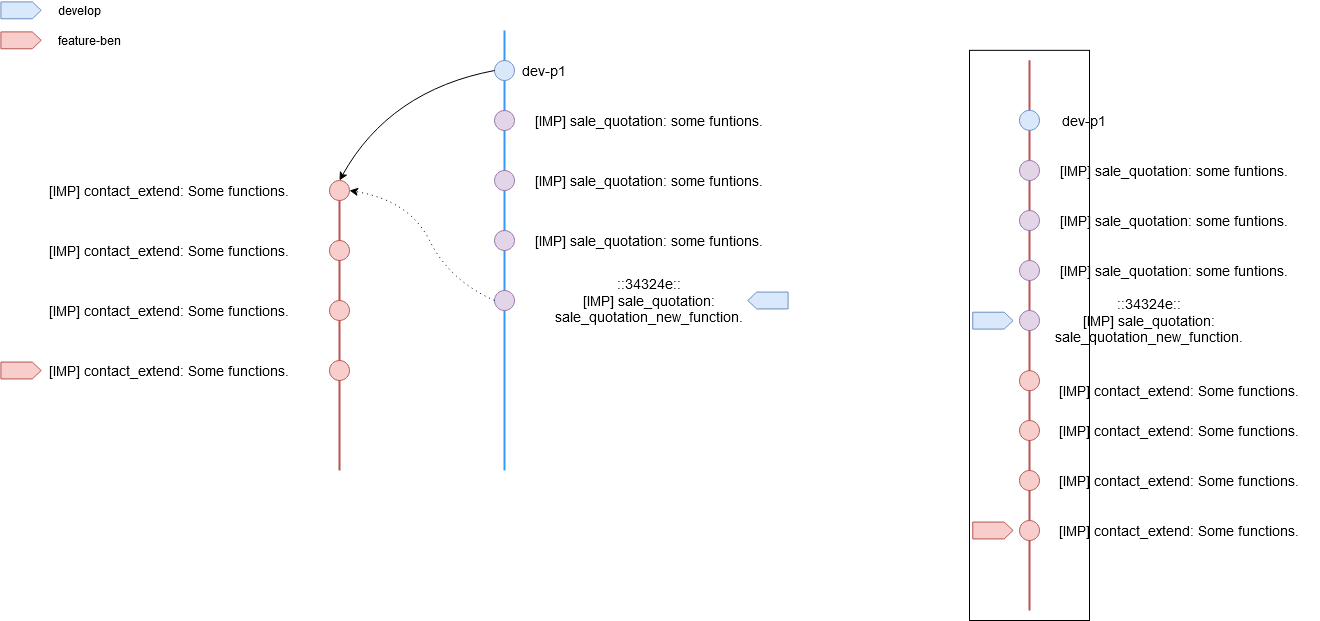 develop
feature-ben
dev-p1
[IMP] sale_quotation: some funtions.
[IMP] contact_extend: Some functions.
[IMP] sale_quotation: some funtions.
[IMP] contact_extend: Some functions.
[IMP] sale_quotation: some funtions.
[IMP] contact_extend: Some functions.
::34324e::
[IMP] sale_quotation:
sale_quotation_new_function.
[IMP] contact_extend: Some functions.
dev-p1
[IMP] sale_quotation: some funtions.
[IMP] sale_quotation: some funtions.
[IMP] sale_quotation: some funtions.
::34324e::
[IMP] sale_quotation:
sale_quotation_new_function.
[IMP] contact_extend: Some functions.
[IMP] contact_extend: Some functions.
[IMP] contact_extend: Some functions.
[IMP] contact_extend: Some functions.